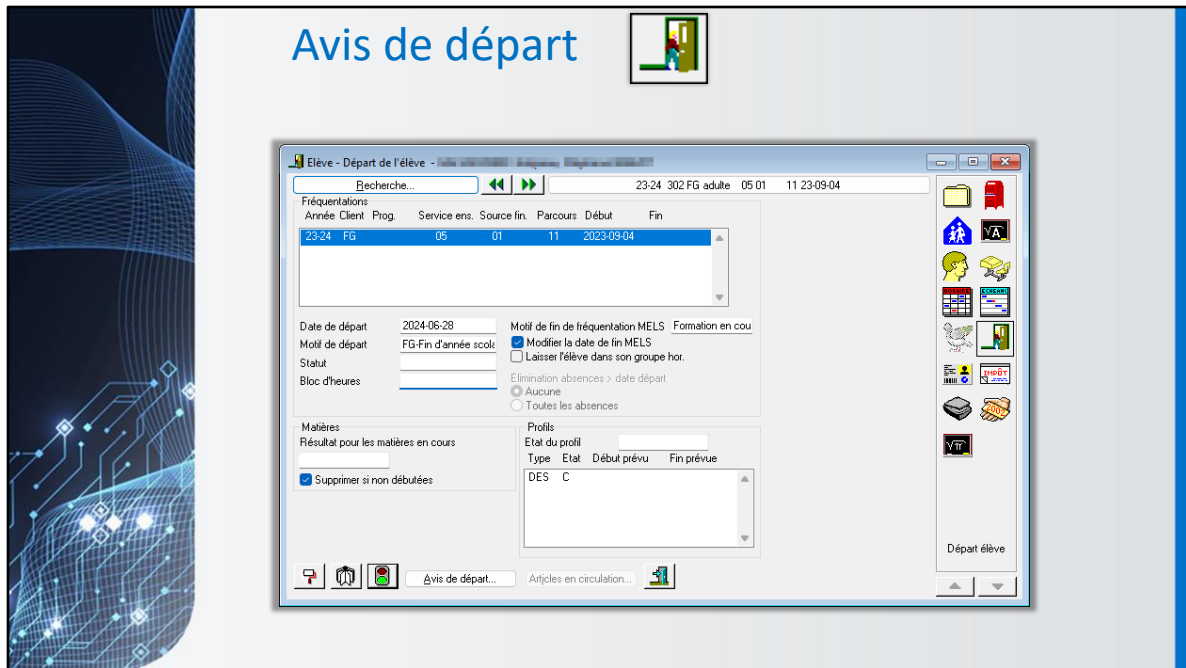 Avis de départ
Elève - Départ de l'élève -
Recherche...
23-24 302 FG adulte 05 01 11 23-09-04
Fréquentations
Année Client Prog. Service ens. Source fin. Parcours Début Fin
23-24 FG 05 01 11 2023-09-04
Date de départ 2024-06-28 Motif de fin de fréquentation MELS Formation en cou
Motif de départ FG-Fin d'année scola Modifier la date de fin MELS
Statut Laisser l'élève dans son groupe hor.
Bloc d'heures Elimination absences > date départ
Aucune
Toutes les absences
Matières
Résultat pour les matières en cours
Supprimer si non débutées
Profils
Etat du profil
Type Etat Début prévu Fin prévue
DES C
Avis de départ... Articles en circulation...
IMPÔT
2002
Départ élève